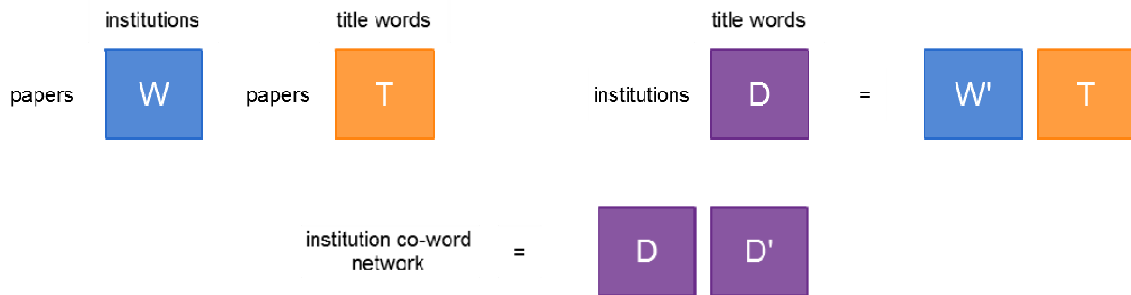 institutions
title words
title words
papers
W
papers
T
institutions
D
=
W'
T
institution co-word
network
=
D
D'